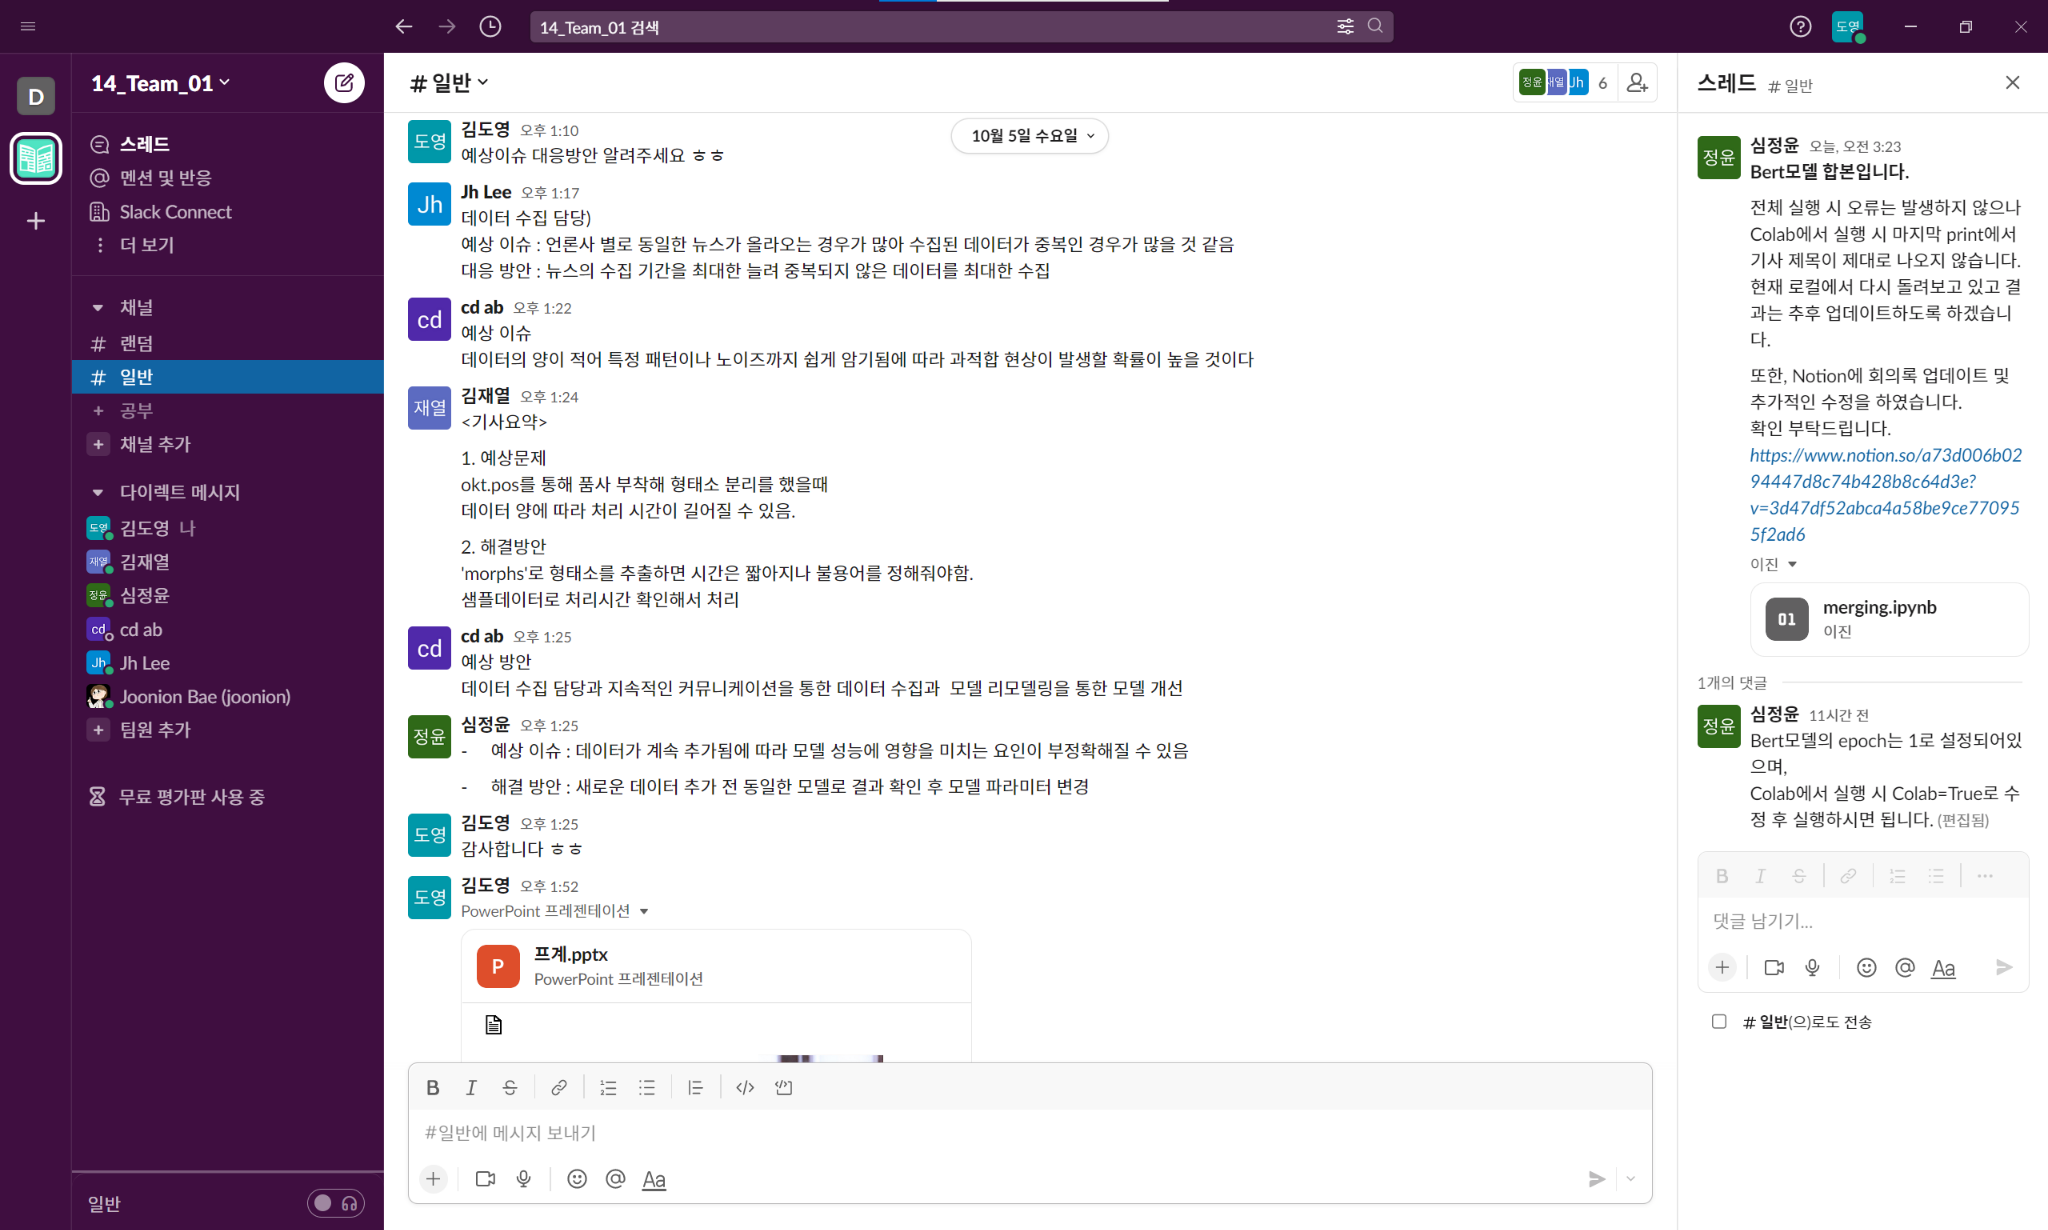 14_Team_01 검색
도영
D
14_Team_01
스레드
멘션 및 반응
Slack Connect
더 보기
채널
# 랜덤
# 일반
+ 공부
+ 채널 추가
다이렉트 메시지
도영 김도영 나
재열 김재열
정윤 심정윤
cd cd ab
Jh Jh Lee
Joonion Bae (joonion)
+ 팀원 추가
무료 평가판 사용 중
일반
# 일반
정윤 재열 Jh 6
10월 5일 수요일
도영
김도영 오후 1:10
예상이슈 대응방안 알려주세요 ㅎㅎ
Jh
Jh Lee 오후 1:17
데이터 수집 담당)
예상 이슈 : 언론사 별로 동일한 뉴스가 올라오는 경우가 많아 수집된 데이터가 중복인 경우가 많을 것 같음
대응 방안 : 뉴스의 수집 기간을 최대한 늘려 중복되지 않은 데이터를 최대한 수집
cd
cd ab 오후 1:22
예상 이슈
데이터의 양이 적어 특정 패턴이나 노이즈까지 쉽게 암기됨에 따라 과적합 현상이 발생할 확률이 높을 것이다
재열
김재열 오후 1:24
<기사요약>
1. 예상문제
okt.pos를 통해 품사 부착해 형태소 분리를 했을때
데이터 양에 따라 처리 시간이 길어질 수 있음.
2. 해결방안
'morphs'로 형태소를 추출하면 시간은 짧아지나 불용어를 정해줘야함.
샘플데이터로 처리시간 확인해서 처리
cd
cd ab 오후 1:25
예상 방안
데이터 수집 담당과 지속적인 커뮤니케이션을 통한 데이터 수집과 모델 리모델링을 통한 모델 개선
정윤
심정윤 오후 1:25
- 예상 이슈 : 데이터가 계속 추가됨에 따라 모델 성능에 영향을 미치는 요인이 부정확해질 수 있음
- 해결 방안 : 새로운 데이터 추가 전 동일한 모델로 결과 확인 후 모델 파라미터 변경
도영
김도영 오후 1:25
감사합니다 ㅎㅎ
도영
김도영 오후 1:52
PowerPoint 프레젠테이션
P
프계.pptx
PowerPoint 프레젠테이션
B I S
#일반에 메시지 보내기
Aa
스레드 # 일반
정윤
심정윤 오늘, 오전 3:23
Bert모델 합본입니다.
전체 실행 시 오류는 발생하지 않으나
Colab에서 실행 시 마지막 print에서
기사 제목이 제대로 나오지 않습니다.
현재 로컬에서 다시 돌려보고 있고 결
과는 추후 업데이트하도록 하겠습니
다.
또한, Notion에 회의록 업데이트 및
추가적인 수정을 하였습니다.
확인 부탁드립니다.
https://www.notion.so/a73d006b02
94447d8c74b428b8c64d3e?
v=3d47df52abca4a58be9ce77095
5f2ad6
이진
01
merging.ipynb
이진
1개의 댓글
정윤
심정윤 11시간 전
Bert모델의 epoch는 1로 설정되어있
으며,
Colab에서 실행 시 Colab=True로 수
정 후 실행하시면 됩니다. (편집됨)
B I S
댓글 남기기...
Aa
# 일반(으)로도 전송